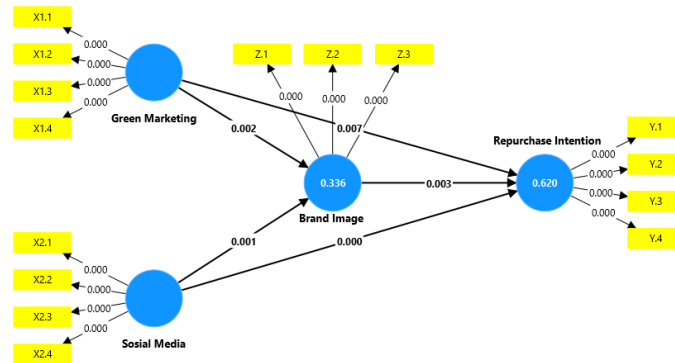 X1.1
0.000
X1.2
0.000
X1.3
0.000
X1.4
0.000
Green Marketing
Z.1
Z.2
Z.3
0.000
0.000
0.000
0.002
0.007
0.336
Brand Image
0.003
0.001
0.000
Repurchase Intention
0.620
Y.1
0.000
Y.2
0.000
Y.3
0.000
Y.4
0.000
X2.1
0.000
X2.2
0.000
X2.3
0.000
X2.4
0.000
Sosial Media